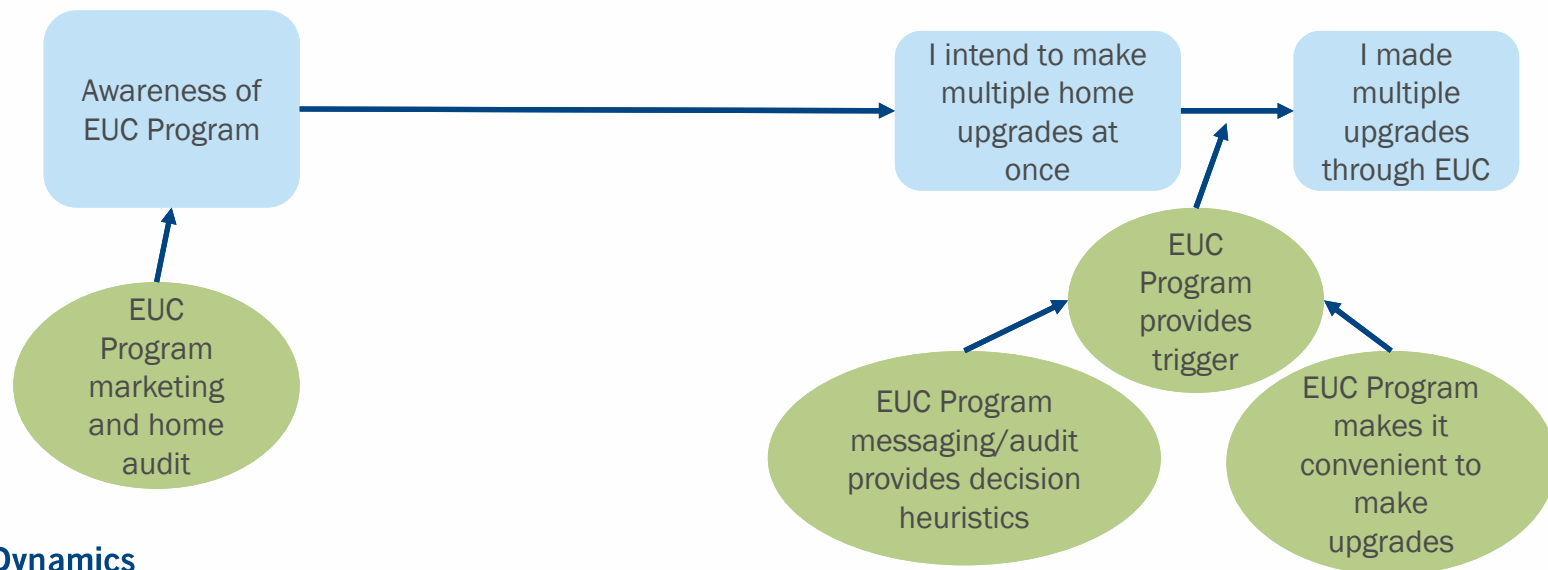 Awareness of
EUC Program
I intend to make
multiple home
upgrades at
once
I made
multiple
upgrades
through EUC
EUC
Program
marketing
and home
audit
EUC
Program
provides
trigger
EUC Program
messaging/audit
provides decision
heuristics
EUC Program
makes it
convenient to
make
upgrades
Dynamics